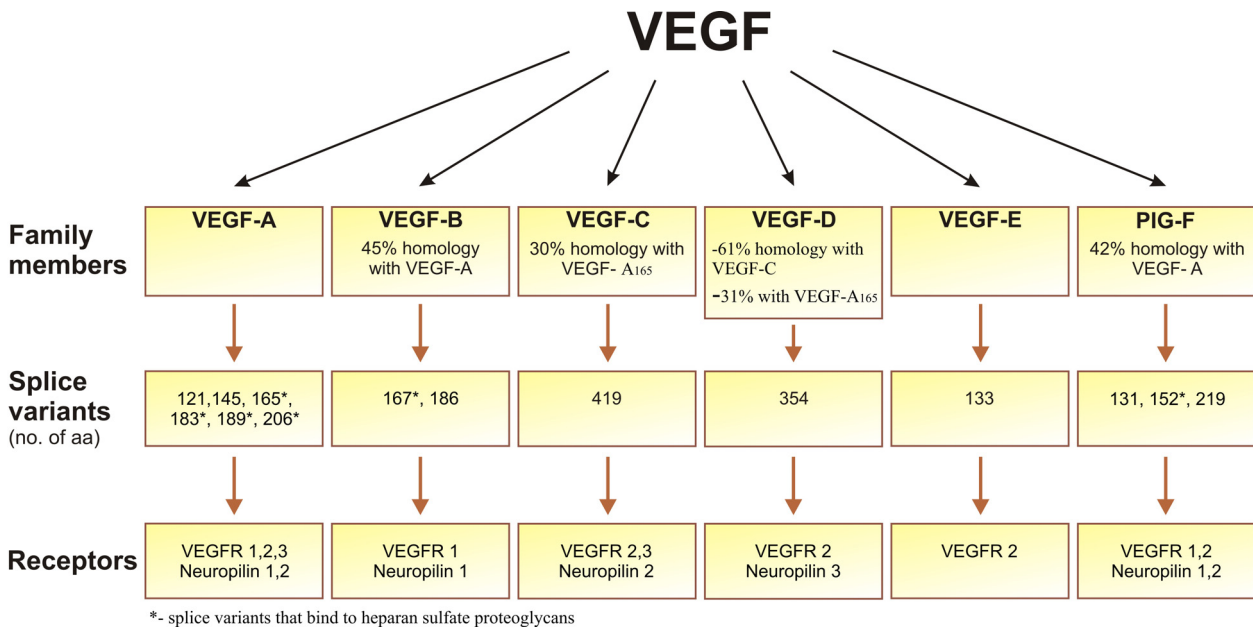 VEGF
Family
members
VEGF-A
VEGF-B
45% homology
with VEGF-A
VEGF-C
30% homology with
VEGF- A165
VEGF-D
-61% homology with
VEGF-C
-31% with VEGF-A165
VEGF-E
PIG-F
42% homology with
VEGF- A
Splice
variants
(no. of aa)
121,145, 165*,
183*, 189*, 206*
167*, 186
419
354
133
131, 152*, 219
Receptors
VEGFR 1,2,3
Neuropilin 1,2
VEGFR 1
Neuropilin 1
VEGFR 2,3
Neuropilin 2
VEGFR 2
Neuropilin 3
VEGFR 2
VEGFR 1,2
Neuropilin 1,2
*- splice variants that bind to heparan sulfate proteoglycans